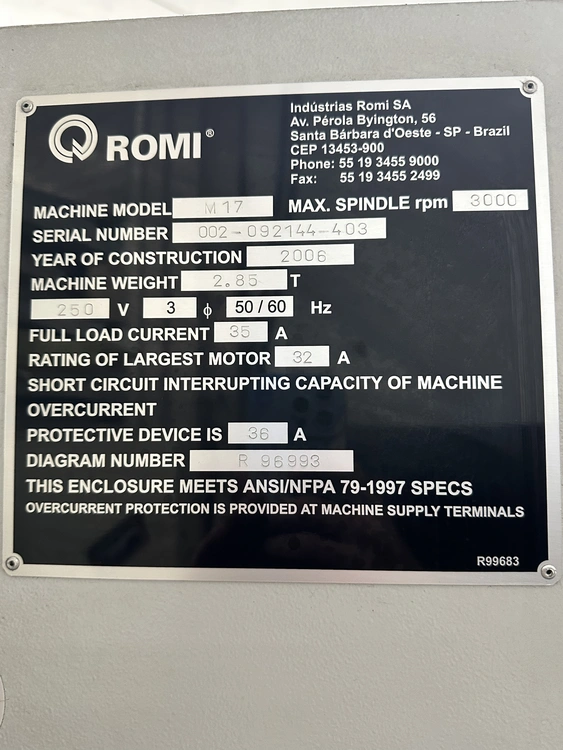 ROMI®
Indústrias Romi SA
Av. Pérola Byington, 56
Santa Bárbara d'Oeste - SP - Brazil
CEP 13453-900
Phone: 55 19 3455 9000
Fax: 55 19 3455 2499
MACHINE MODEL M17 MAX. SPINDLE rpm 3000
SERIAL NUMBER 002-092144-403
YEAR OF CONSTRUCTION 2006
MACHINE WEIGHT 2.85 T
250 V 3 ϕ 50/60 Hz
FULL LOAD CURRENT 35 A
RATING OF LARGEST MOTOR 32 A
SHORT CIRCUIT INTERRUPTING CAPACITY OF MACHINE
OVERCURRENT
PROTECTIVE DEVICE IS 36 A
DIAGRAM NUMBER R 96993
THIS ENCLOSURE MEETS ANSI/NFPA 79-1997 SPECS
OVERCURRENT PROTECTION IS PROVIDED AT MACHINE SUPPLY TERMINALS
R99683